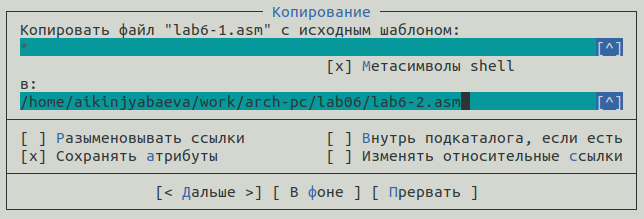 Копирование
Копировать файл "lab6-1.asm" с исходным шаблоном:
* [^]
[x] Метасимволы shell
в:
/home/aikinjyabaeva/work/arch-pc/lab06/lab6-2.asm [^]
[ ] Разыменовывать ссылки [ ] Внутрь подкаталога, если есть
[x] Сохранять атрибуты [ ] Изменять относительные ссылки
[< Дальше >] [ В фоне ] [ Прервать ]